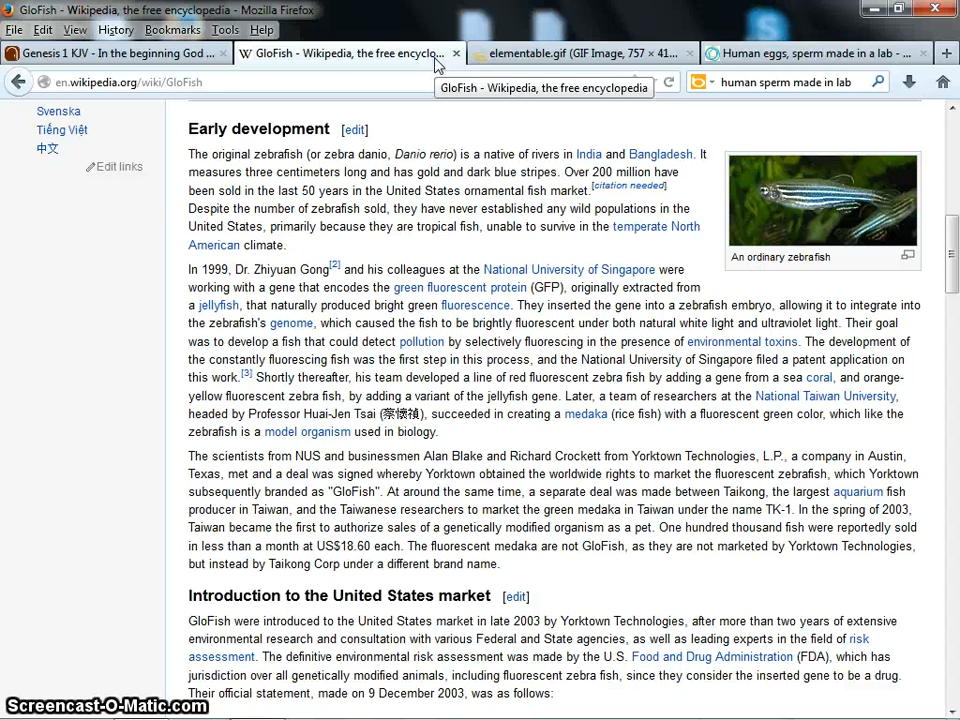 GloFish - Wikipedia, the free encyclopedia - Mozilla Firefox
File Edit View History Bookmarks Tools Help
Genesis 1 KJV - In the beginning God ...
GloFish - Wikipedia, the free encyclo...
elementable.gif (GIF Image, 757 × 41...
Human eggs, sperm made in a lab - ...
en.wikipedia.org/wiki/GloFish
GloFish - Wikipedia, the free encyclopedia
human sperm made in lab
Svenska
Tiếng Việt
中文
Edit links
Early development [edit]
The original zebrafish (or zebra danio, Danio rerio) is a native of rivers in India and Bangladesh. It
measures three centimeters long and has gold and dark blue stripes. Over 200 million have
been sold in the last 50 years in the United States ornamental fish market.[citation needed]
Despite the number of zebrafish sold, they have never established any wild populations in the
United States, primarily because they are tropical fish, unable to survive in the temperate North
American climate.
An ordinary zebrafish
In 1999, Dr. Zhiyuan Gong[2] and his colleagues at the National University of Singapore were
working with a gene that encodes the green fluorescent protein (GFP), originally extracted from
a jellyfish, that naturally produced bright green fluorescence. They inserted the gene into a zebrafish embryo, allowing it to integrate into
the zebrafish's genome, which caused the fish to be brightly fluorescent under both natural white light and ultraviolet light. Their goal
was to develop a fish that could detect pollution by selectively fluorescing in the presence of environmental toxins. The development of
the constantly fluorescing fish was the first step in this process, and the National University of Singapore filed a patent application on
this work.[3] Shortly thereafter, his team developed a line of red fluorescent zebra fish by adding a gene from a sea coral, and orange-
yellow fluorescent zebra fish, by adding a variant of the jellyfish gene. Later, a team of researchers at the National Taiwan University,
headed by Professor Huai-Jen Tsai (蔡懷禎), succeeded in creating a medaka (rice fish) with a fluorescent green color, which like the
zebrafish is a model organism used in biology.
The scientists from NUS and businessmen Alan Blake and Richard Crockett from Yorktown Technologies, L.P., a company in Austin,
Texas, met and a deal was signed whereby Yorktown obtained the worldwide rights to market the fluorescent zebrafish, which Yorktown
subsequently branded as "GloFish". At around the same time, a separate deal was made between Taikong, the largest aquarium fish
producer in Taiwan, and the Taiwanese researchers to market the green medaka in Taiwan under the name TK-1. In the spring of 2003,
Taiwan became the first to authorize sales of a genetically modified organism as a pet. One hundred thousand fish were reportedly sold
in less than a month at US$18.60 each. The fluorescent medaka are not GloFish, as they are not marketed by Yorktown Technologies,
but instead by Taikong Corp under a different brand name.
Introduction to the United States market [edit]
GloFish were introduced to the United States market in late 2003 by Yorktown Technologies, after more than two years of extensive
environmental research and consultation with various Federal and State agencies, as well as leading experts in the field of risk
assessment. The definitive environmental risk assessment was made by the U.S. Food and Drug Administration (FDA), which has
jurisdiction over all genetically modified animals, including fluorescent zebra fish, since they consider the inserted gene to be a drug.
Their official statement, made on 9 December 2003, was as follows:
Screencast-O-Matic.com